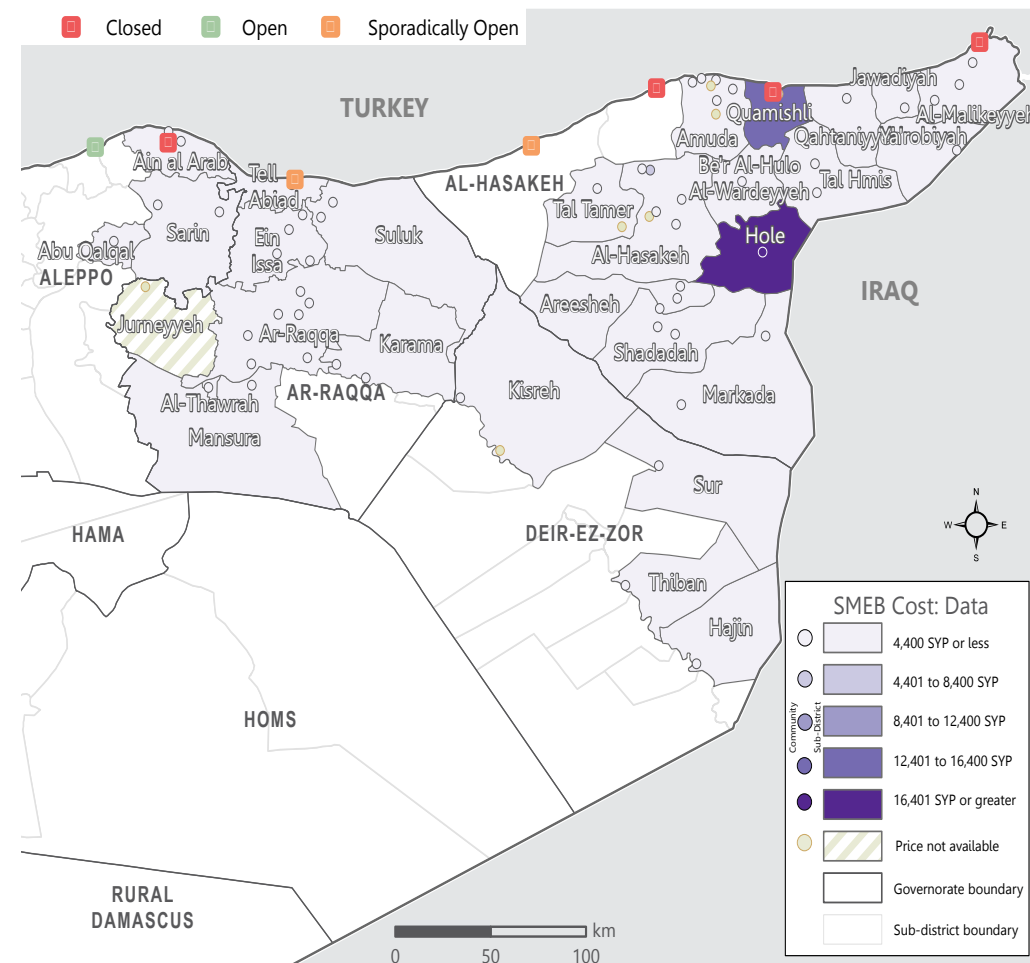 Closed
Open
Sporadically Open
TURKEY
Jawadiyah
Quamishli
Al-Malikeyyeh
Amuda
Qahtaniyyeh
Ya'robiyah
Ain al Arab
Tell
Abiad
AL-HASAKEH
Be'r Al-Hulo
Al-Wardeyyeh
Tal Hmis
Tal Tamer
Sarin
Ein
Issa
Suluk
Hole
Abu Qalqal
ALEPPO
Al-Hasakeh
IRAQ
Areesheh
Jurneyyeh
Ar-Raqqa
Karama
Shadadah
AR-RAQQA
Kisreh
Markada
Al-Thawrah
Mansura
Sur
HAMA
DEIR-EZ-ZOR
N
W
E
S
Thiban
Hajin
HOMS
RURAL
DAMASCUS
SMEB Cost: Data
Community
Sub-District
4,400 SYP or less
4,401 to 8,400 SYP
8,401 to 12,400 SYP
12,401 to 16,400 SYP
16,401 SYP or greater
Price not available
Governorate boundary
Sub-district boundary
km
0
50
100